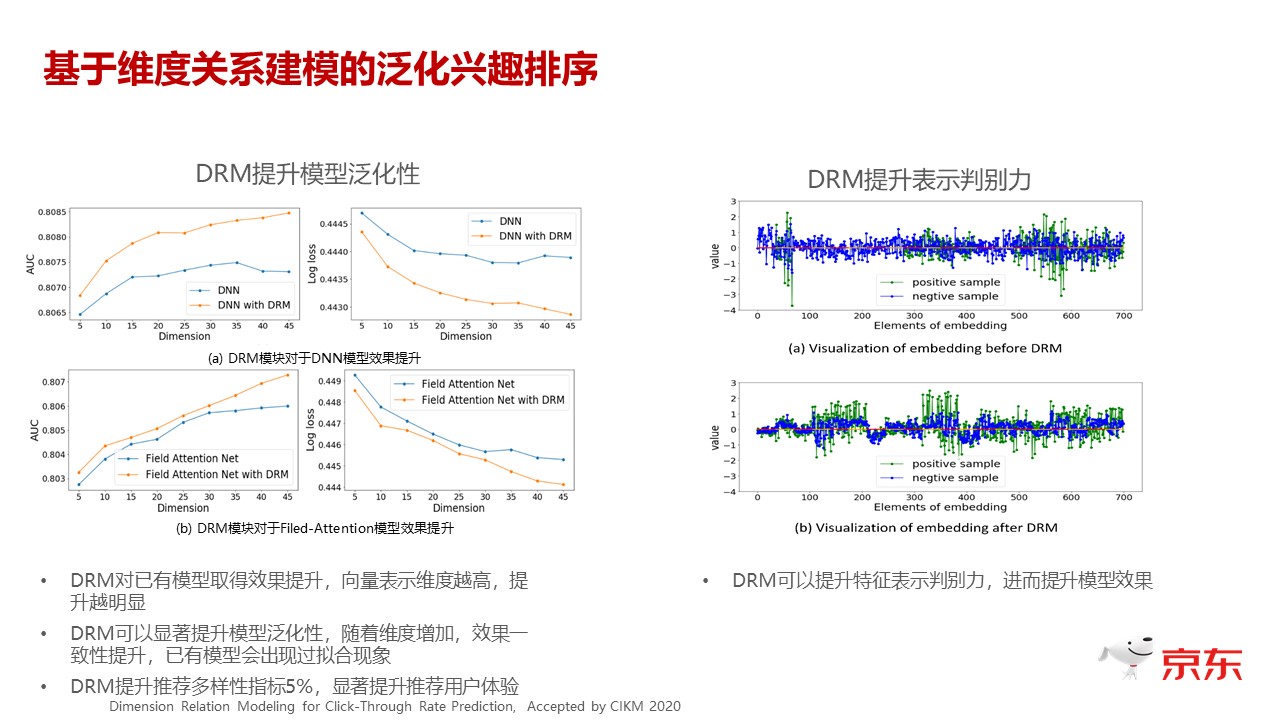 基于维度关系建模的泛化兴趣排序
DRM提升模型泛化性
AUC
0.8085
0.8080
0.8075
0.8070
0.8065
DNN
DNN with DRM
5 10 15 20 25 30 35 40 45
Dimension
Log loss
0.4445
0.4440
0.4435
0.4430
DNN
DNN with DRM
5 10 15 20 25 30 35 40 45
Dimension
(a) DRM模块对于DNN模型效果提升
AUC
0.807
0.806
0.805
0.804
0.803
Field Attention Net
Field Attention Net with DRM
5 10 15 20 25 30 35 40 45
Dimension
Log loss
0.449
0.448
0.447
0.446
0.445
0.444
Field Attention Net
Field Attention Net with DRM
5 10 15 20 25 30 35 40 45
Dimension
(b) DRM模块对于Filed-Attention模型效果提升
• DRM对已有模型取得效果提升，向量表示维度越高，提
升越明显
• DRM可以显著提升模型泛化性，随着维度增加，效果一
致性提升，已有模型会出现过拟合现象
• DRM提升推荐多样性指标5%，显著提升推荐用户体验
DRM提升表示判别力
value
3
2
1
0
−1
−2
−3
−4
positive sample
negtive sample
0 100 200 300 400 500 600 700
Elements of embedding
(a) Visualization of embedding before DRM
value
3
2
1
0
−1
−2
−3
−4
positive sample
negtive sample
0 100 200 300 400 500 600 700
Elements of embedding
(b) Visualization of embedding after DRM
• DRM可以提升特征表示判别力，进而提升模型效果
京东
Dimension Relation Modeling for Click-Through Rate Prediction, Accepted by CIKM 2020